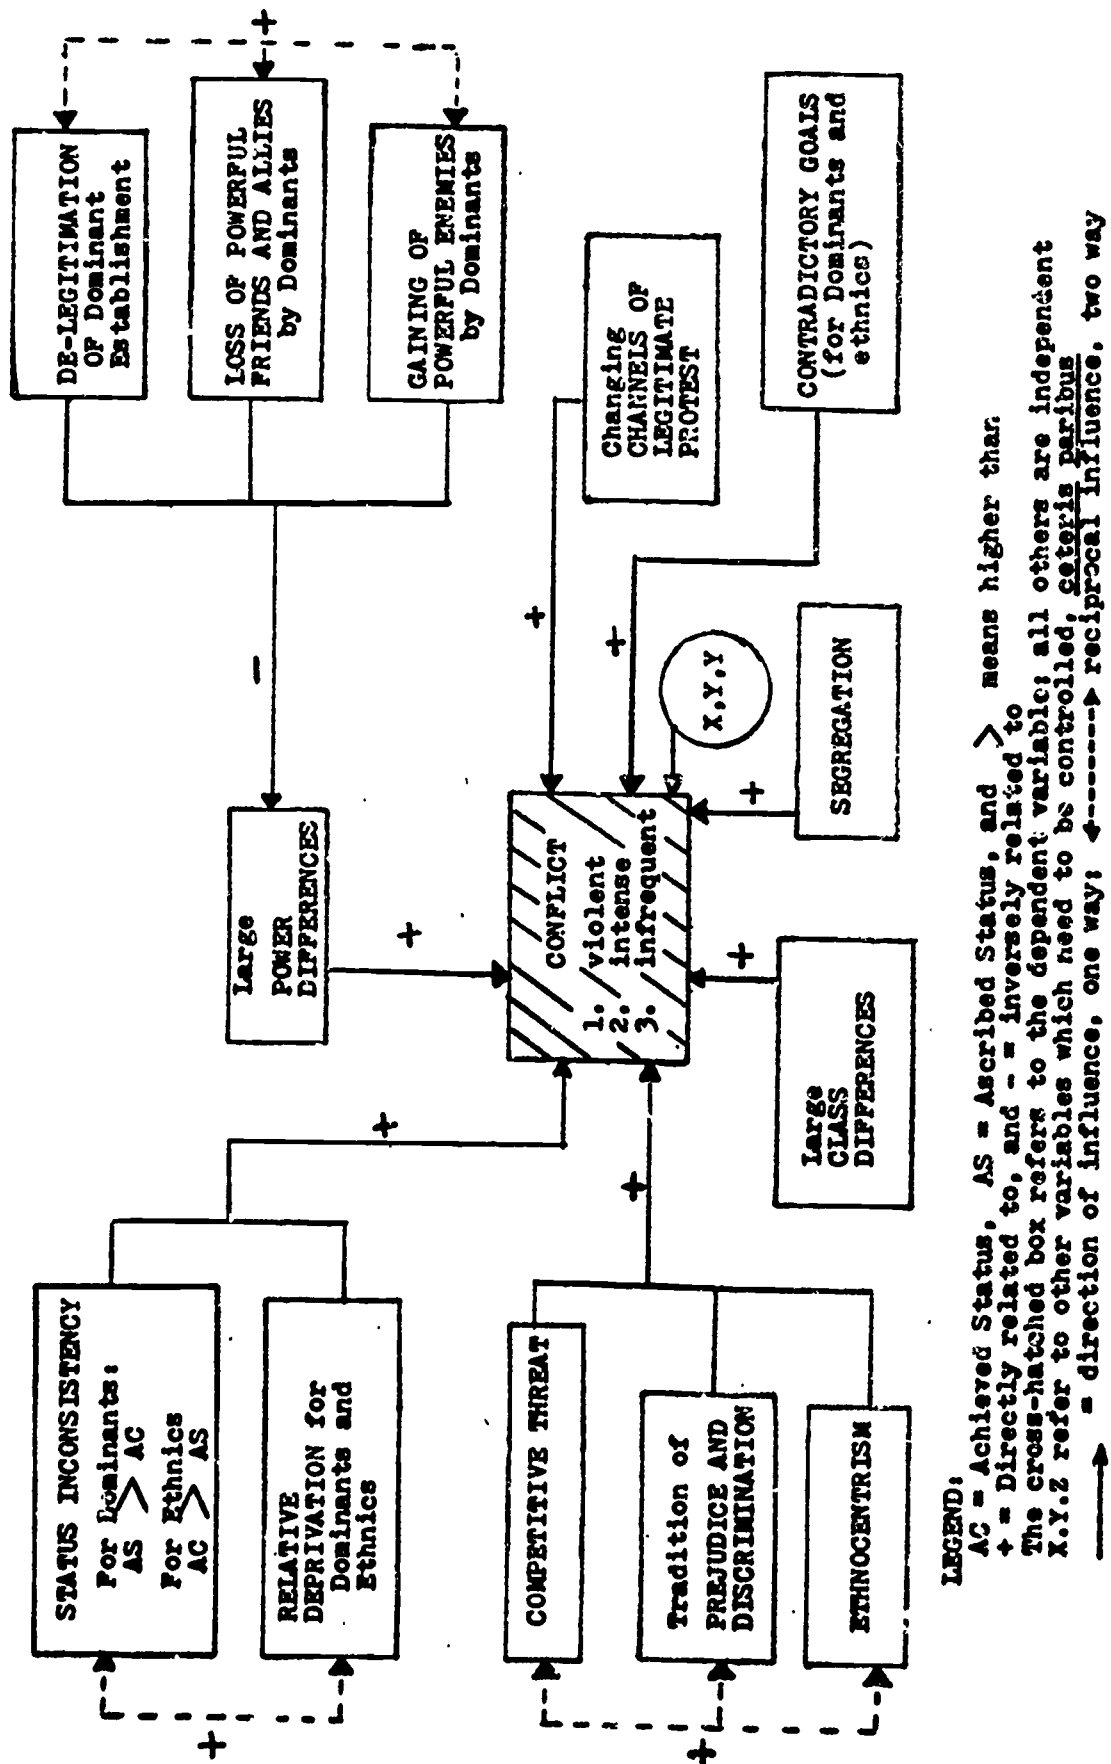 STATUS INCONSISTENCY
For Dominants:
AS > AC
For Ethnics
AC > AS
RELATIVE
DEPRIVATION for
Dominants and
Ethnics
+
+
COMPETITIVE THREAT
Tradition of
PREJUDICE AND
DISCRIMINATION
ETHNOCENTRISM
+
+
Large
POWER
DIFFERENCES
+
CONFLICT
1. violent
2. intense
3. infrequent
Large
CLASS
DIFFERENCES
+
SEGREGATION
+
X,Y,Y
-
DE-LEGITIMATION
OF Dominant
Establishment
LOSS OF POWERFUL
FRIENDS AND ALLIES
by Dominants
GAINING OF
POWERFUL ENEMIES
by Dominants
+
Changing
CHANNELS OF
LEGITIMATE
PROTEST
+
CONTRADICTORY GOALS
(for Dominants and
ethnics)
+
LEGEND:
AC = Achieved Status, AS = Ascribed Status, and > means higher than
+ = Directly related to, and - = inversely related to
The cross-hatched box refers to the dependent variable; all others are independent
X.Y.Z refer to other variables which need to be controlled, ceteris paribus
→ = direction of influence, one way; ◄------► reciprocal influence, two way